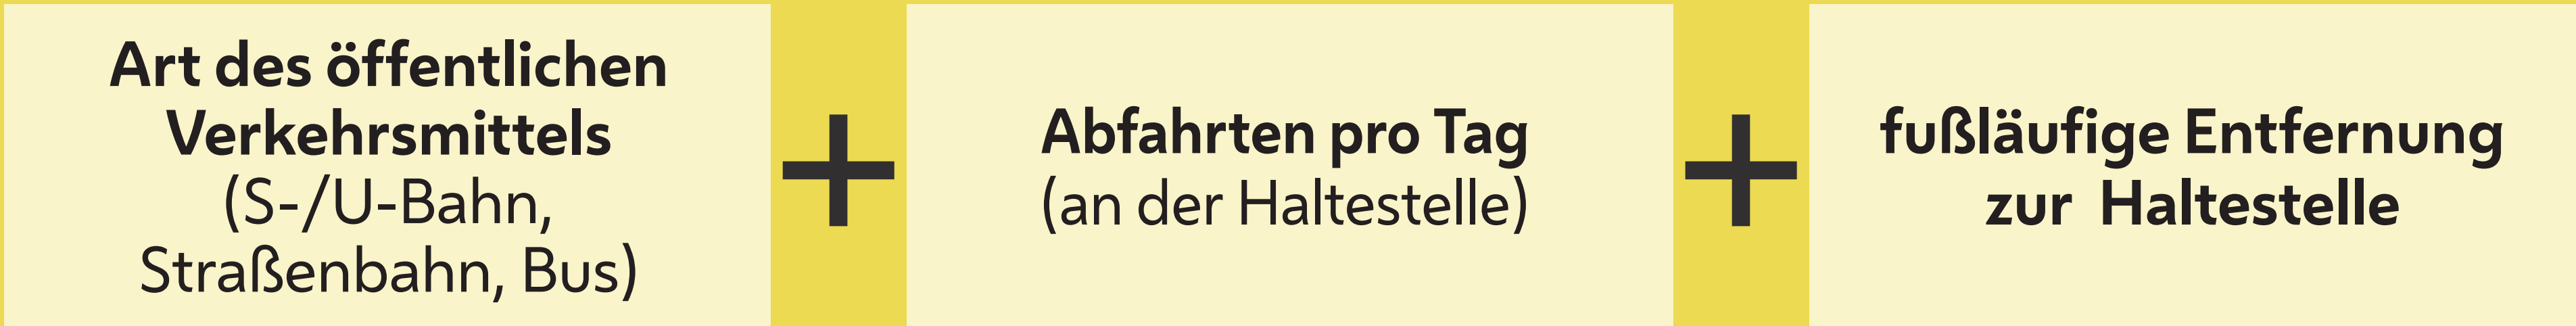 Art des öffentlichen
Verkehrsmittels
(S-/U-Bahn,
Straßenbahn, Bus)
+
Abfahrten pro Tag
(an der Haltestelle)
+
fußläufige Entfernung
zur Haltestelle